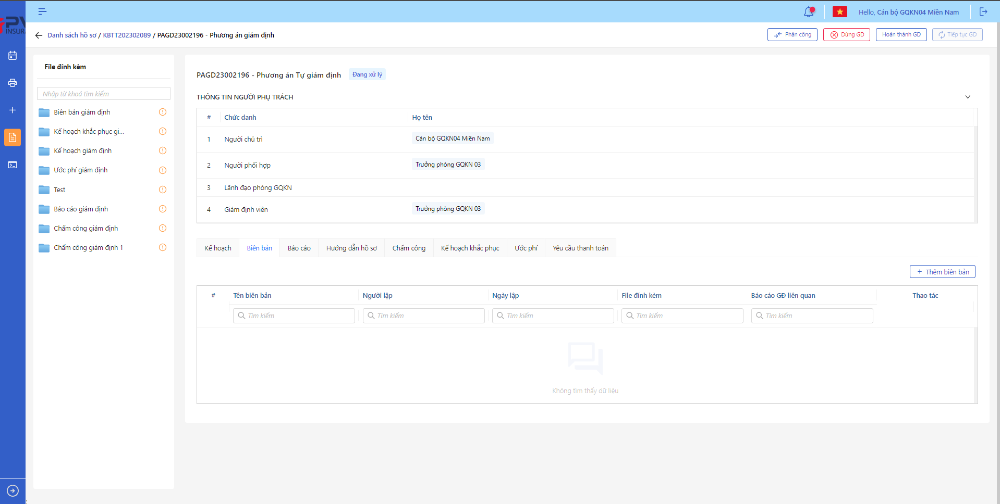 PV
INSURA
Hello, Cán bộ GQKN04 Miền Nam
Danh sách hồ sơ / KBTT202302089 / PAGD23002196 - Phương án giám định
Phân công
Dừng GD
Hoàn thành GD
Tiếp tục GD
File đính kèm
Nhập từ khoá tìm kiếm
Biên bản giám định
Kế hoạch khắc phục gi...
Kế hoạch giám định
Ước phí giám định
Test
Báo cáo giám định
Chấm công giám định
Chấm công giám định 1
PAGD23002196 - Phương án Tự giám định
Đang xử lý
THÔNG TIN NGƯỜI PHỤ TRÁCH
# Chức danh Họ tên
1 Người chủ trì Cán bộ GQKN04 Miền Nam
2 Người phối hợp Trưởng phòng GQKN 03
3 Lãnh đạo phòng GQKN
4 Giám định viên Trưởng phòng GQKN 03
Kế hoạch Biên bản Báo cáo Hướng dẫn hồ sơ Chấm công Kế hoạch khắc phục Ước phí Yêu cầu thanh toán
+ Thêm biên bản
# Tên biên bản Người lập Ngày lập File đính kèm Báo cáo GĐ liên quan Thao tác
Tìm kiếm Tìm kiếm Tìm kiếm Tìm kiếm Tìm kiếm
Không tìm thấy dữ liệu